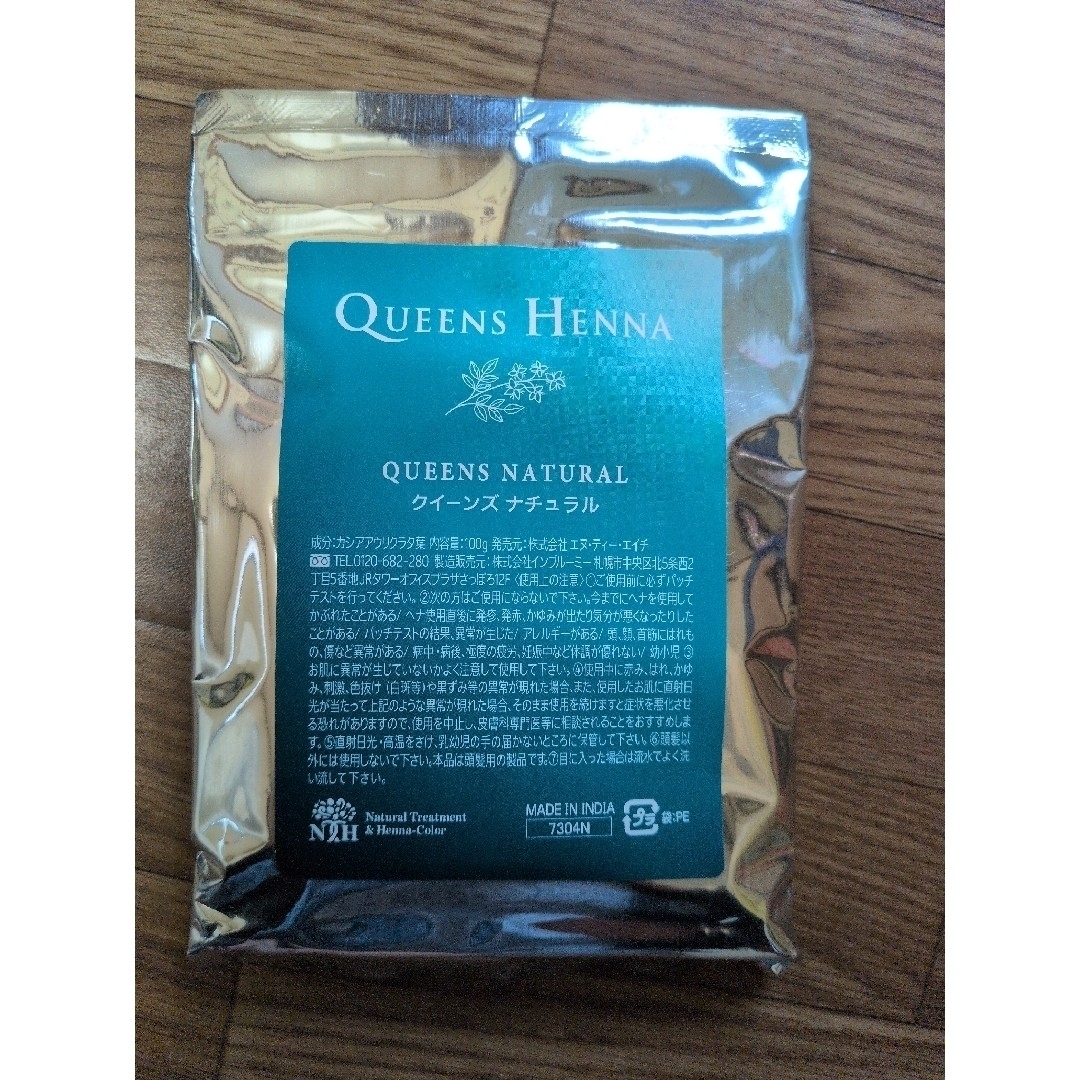 QUEENS HENNA
QUEENS NATURAL
クイーンズ ナチュラル
成分:カシアアウリクラタ葉 内容量:100g 発売元:株式会社 エヌ・ティー・エイチ
TEL.0120-682-280 製造販売元:株式会社インブルーミー 札幌市中央区北5条西2
丁目5番地JRタワーオフィスプラザさっぽろ12F 〈使用上の注意〉①ご使用前に必ずパッチ
テストを行ってください。②次の方はご使用にならないで下さい。今までにヘナを使用して
かぶれたことがある/ ヘナ使用直後に発疹、発赤、かゆみが出たり気分が悪くなったりした
ことがある/ パッチテストの結果、異常が生じた/ アレルギーがある/ 頭、顔、首筋にはれも
の、傷など異常がある/ 病中・病後、極度の疲労、妊娠中など体調が優れない/ 幼小児 ③
お肌に異常が生じていないかよく注意して使用して下さい。④使用中に赤み、はれ、かゆ
み、刺激、色抜け (白斑等)や黒ずみ等の異常が現れた場合、また、使用したお肌に直射日
光が当たって上記のような異常が現れた場合、そのまま使用を続けますと症状を悪化させ
る恐れがありますので、使用を中止し、皮膚科専門医等に相談されることをおすすめしま
す。⑤直射日光・高温をさけ、乳幼児の手の届かないところに保管して下さい。⑥頭髪以
外には使用しないで下さい。本品は頭髪用の製品です。⑦目に入った場合は流水でよく洗
い流して下さい。
NTH
Natural Treatment
& Henna-Color
MADE IN INDIA
7304N
プラ 袋:PE